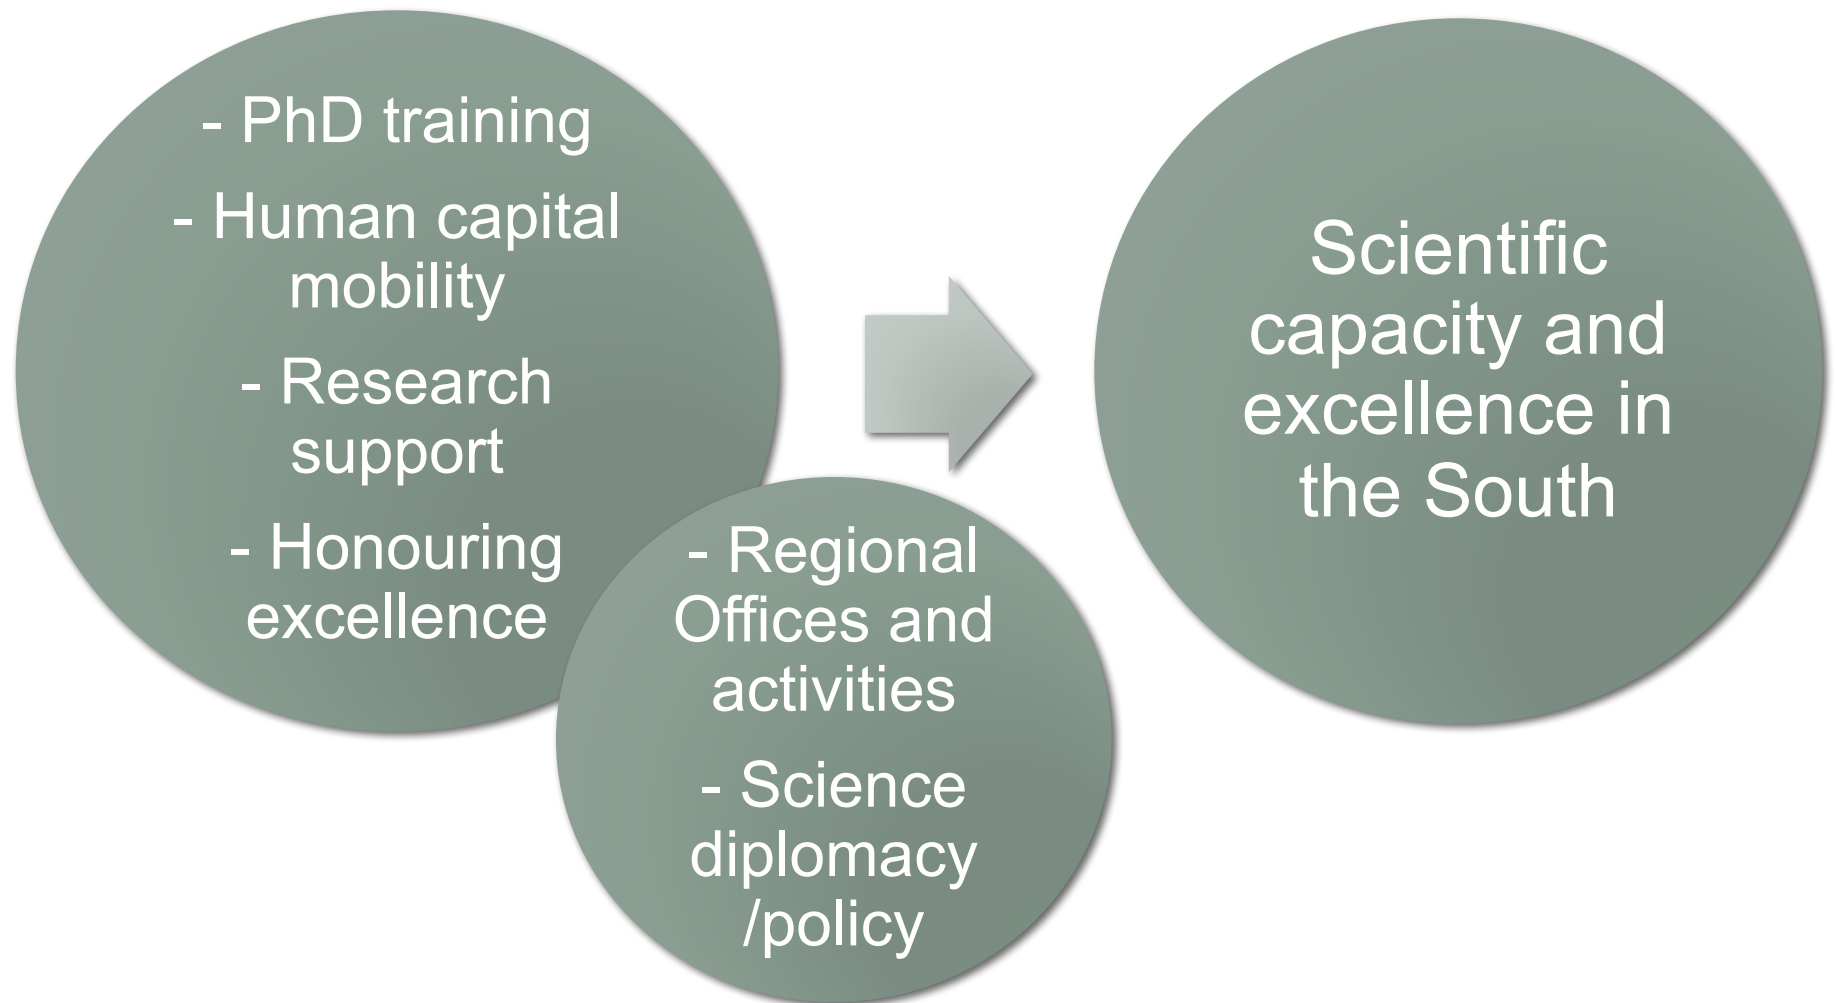 - PhD training
- Human capital
mobility
- Research
support
- Honouring
excellence
- Regional
Offices and
activities
- Science
diplomacy
/policy
Scientific
capacity and
excellence in
the South